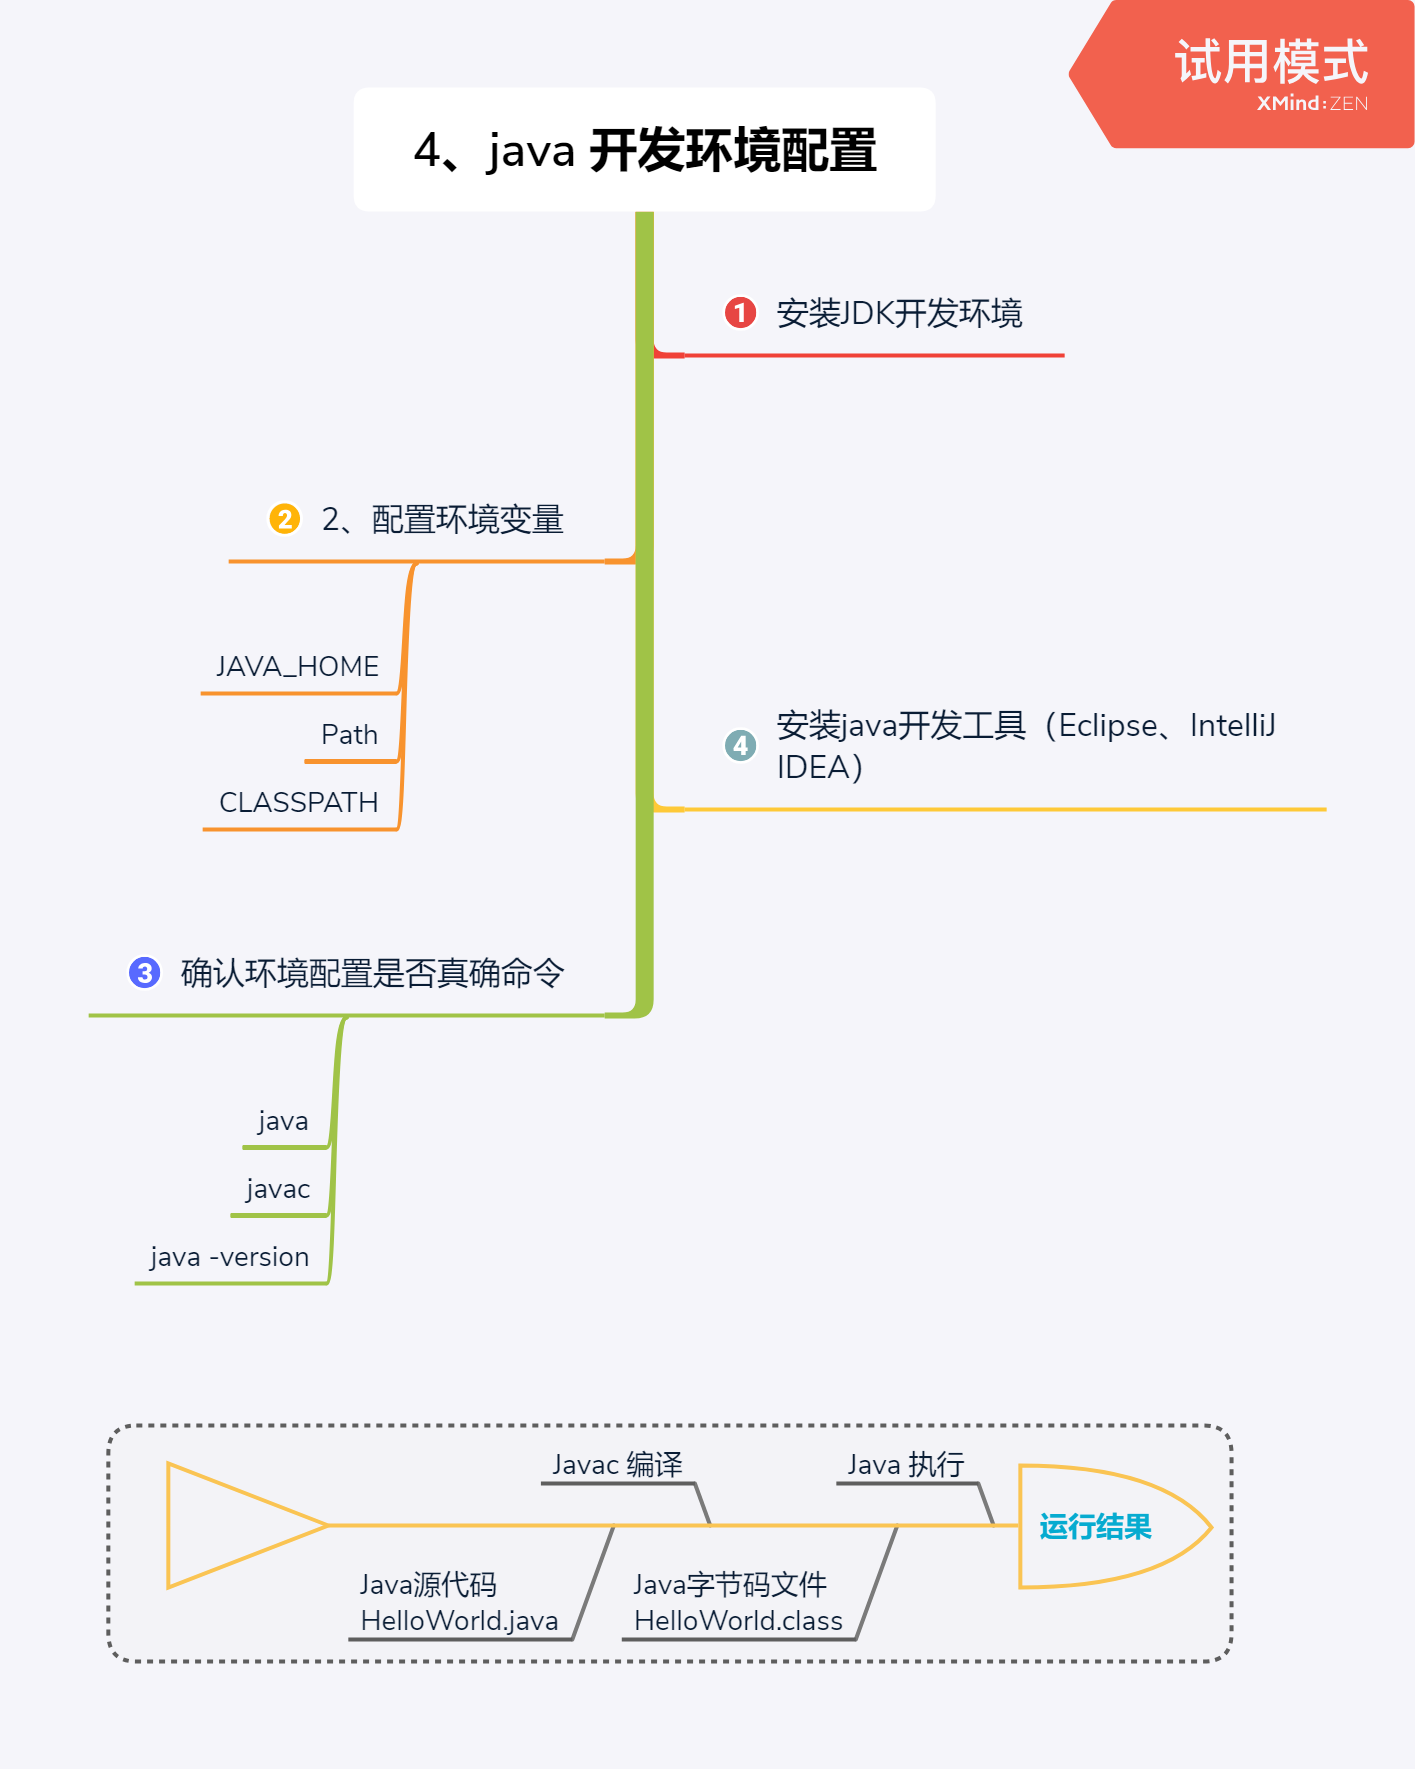 试用模式
XMind:ZEN
4、java 开发环境配置
1 安装JDK开发环境
2 2、配置环境变量
JAVA_HOME
Path
CLASSPATH
4 安装java开发工具（Eclipse、IntelliJ
IDEA）
3 确认环境配置是否真确命令
java
javac
java -version
Javac 编译
Java 执行
运行结果
Java源代码
HelloWorld.java
Java字节码文件
HelloWorld.class